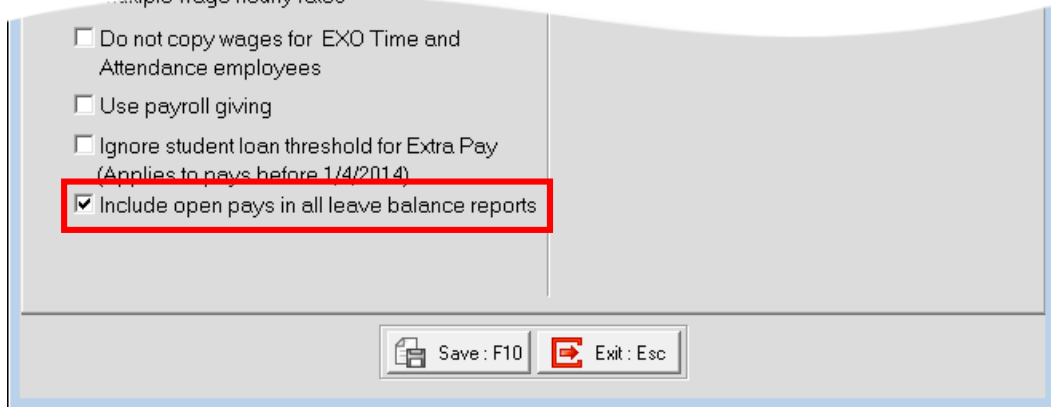 Do not copy wages for EXO Time and
Attendance employees
Use payroll giving
Ignore student loan threshold for Extra Pay
(Applies to pays before 1/4/2014)
Include open pays in all leave balance reports
Save : F10 Exit : Esc